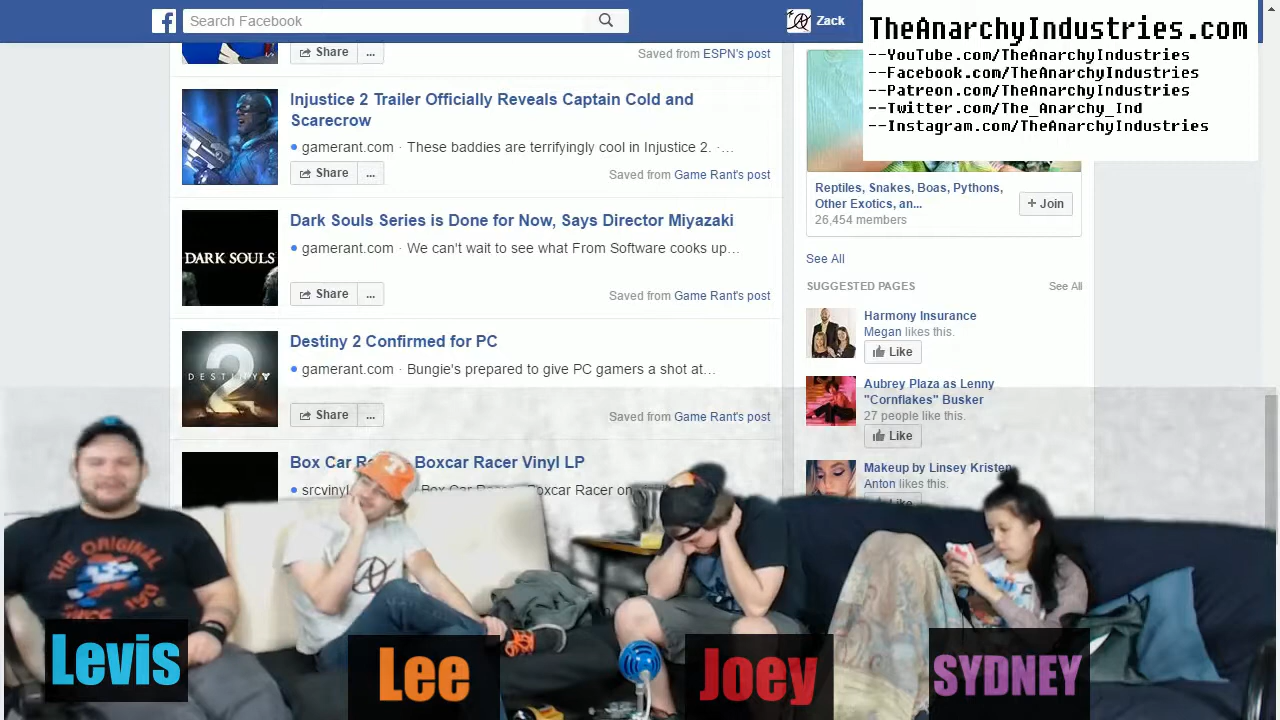 Search Facebook
Zack
TheAnarchyIndustries.com
--YouTube.com/TheAnarchyIndustries
--Facebook.com/TheAnarchyIndustries
--Patreon.com/TheAnarchyIndustries
--Twitter.com/The_Anarchy_Ind
--Instagram.com/TheAnarchyIndustries
Share
...
Saved from ESPN's post
Injustice 2 Trailer Officially Reveals Captain Cold and
Scarecrow
gamerant.com · These baddies are terrifyingly cool in Injustice 2. ·...
Share
...
Saved from Game Rant's post
DARK SOULS
Dark Souls Series is Done for Now, Says Director Miyazaki
gamerant.com · We can't wait to see what From Software cooks up...
Share
...
Saved from Game Rant's post
2
DESTINY
Destiny 2 Confirmed for PC
gamerant.com · Bungie's prepared to give PC gamers a shot at...
Share
...
Saved from Game Rant's post
Box Car Boxcar Racer Vinyl LP
srcvinyl Box Car Racer on
Reptiles, Snakes, Boas, Pythons,
Other Exotics, an...
26,454 members
+ Join
See All
SUGGESTED PAGES
See All
Harmony Insurance
Megan likes this.
Like
Aubrey Plaza as Lenny
"Cornflakes" Busker
27 people like this.
Like
Makeup by Linsey Kristen
Anton likes this.
Like
THE ORIGINAL
Levis
Lee
Joey
SYDNEY